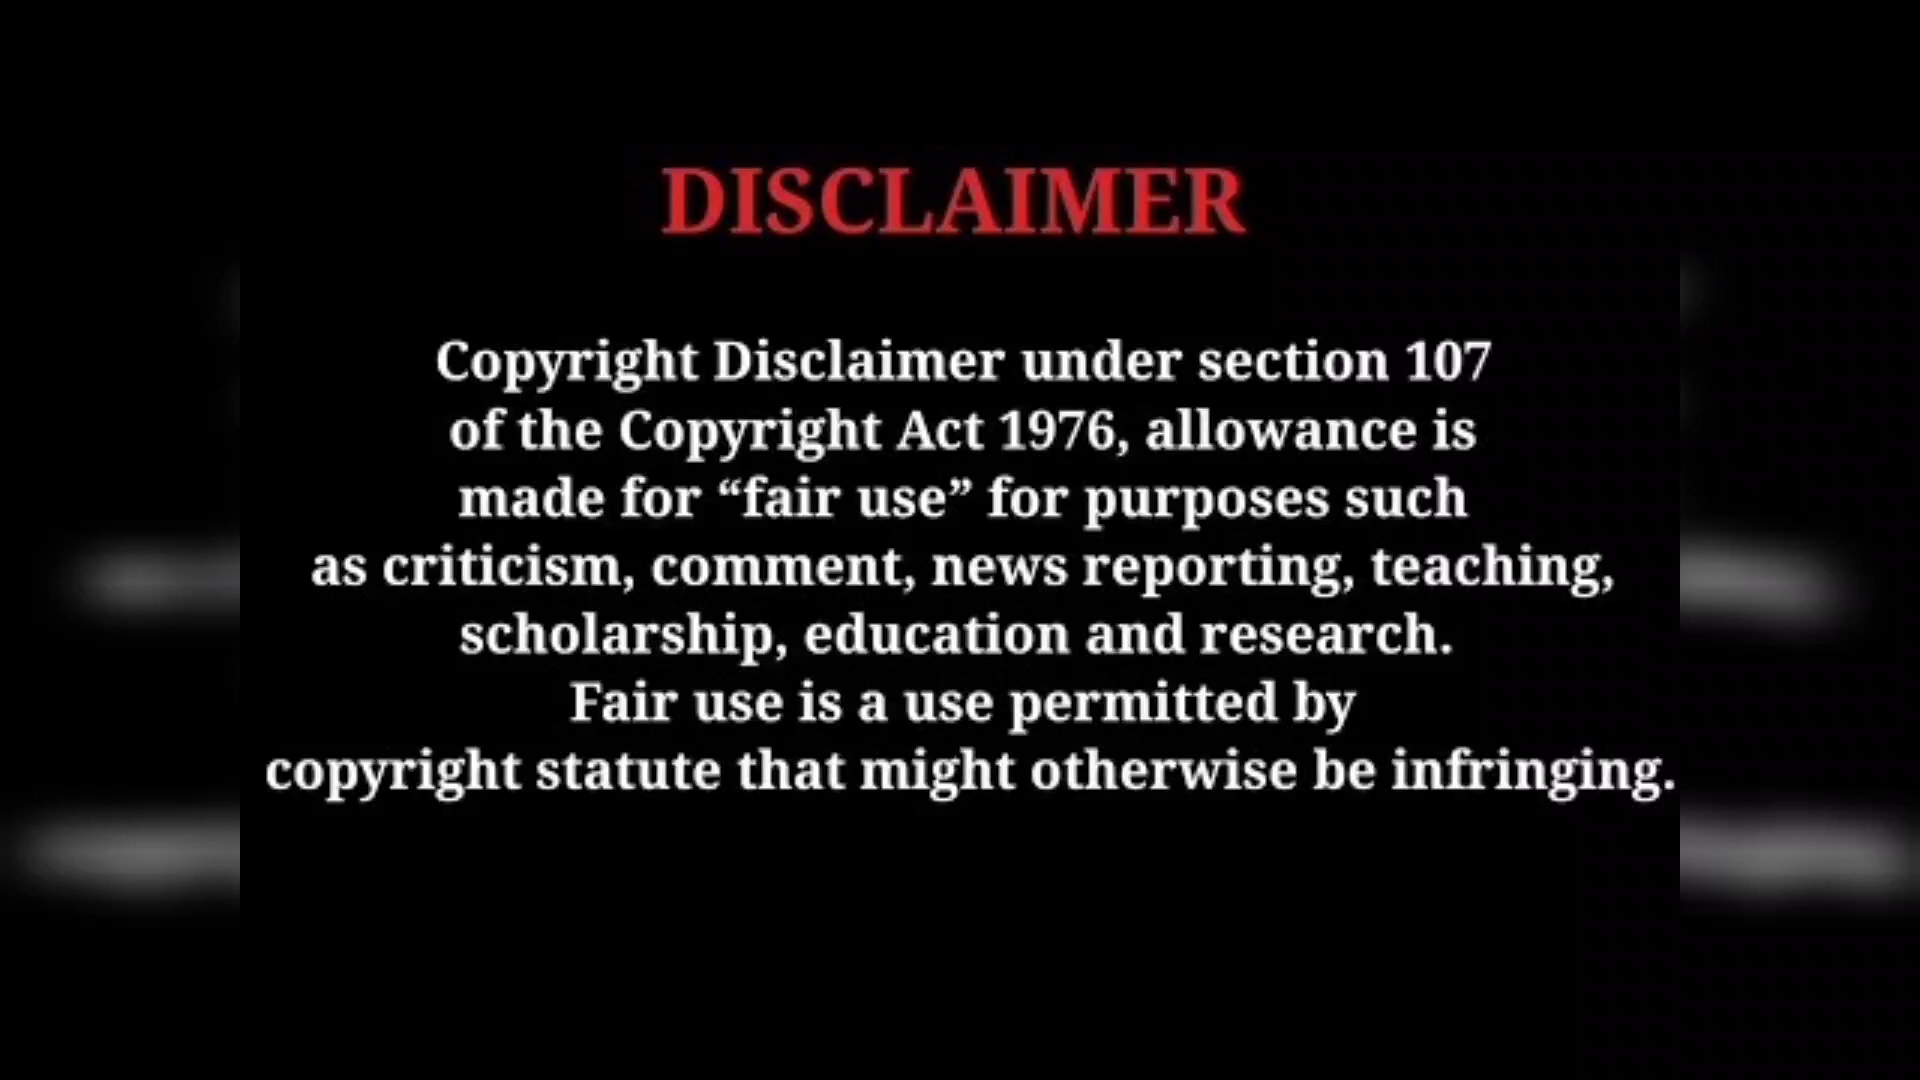 DISCLAIMER
Copyright Disclaimer under section 107
of the Copyright Act 1976, allowance is
made for “fair use” for purposes such
as criticism, comment, news reporting, teaching,
scholarship, education and research.
Fair use is a use permitted by
copyright statute that might otherwise be infringing.